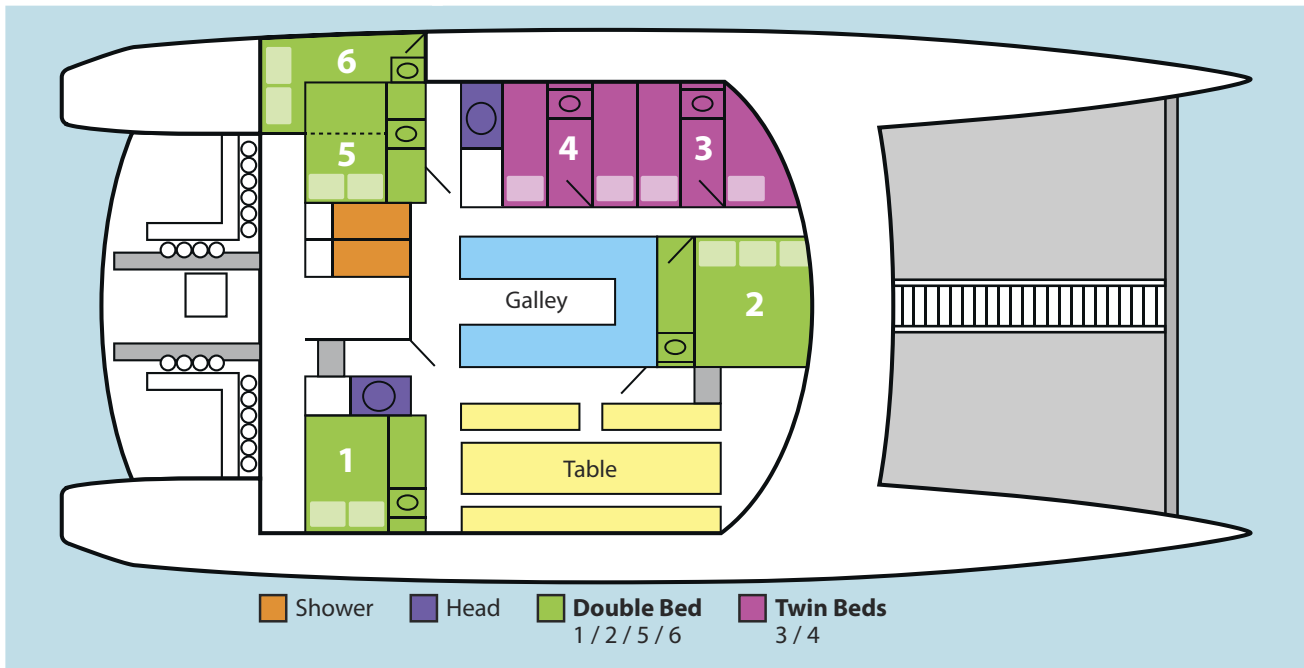 6
5
4
3
Galley
2
1
Table
Shower
Head
Double Bed
1 / 2 / 5 / 6
Twin Beds
3 / 4